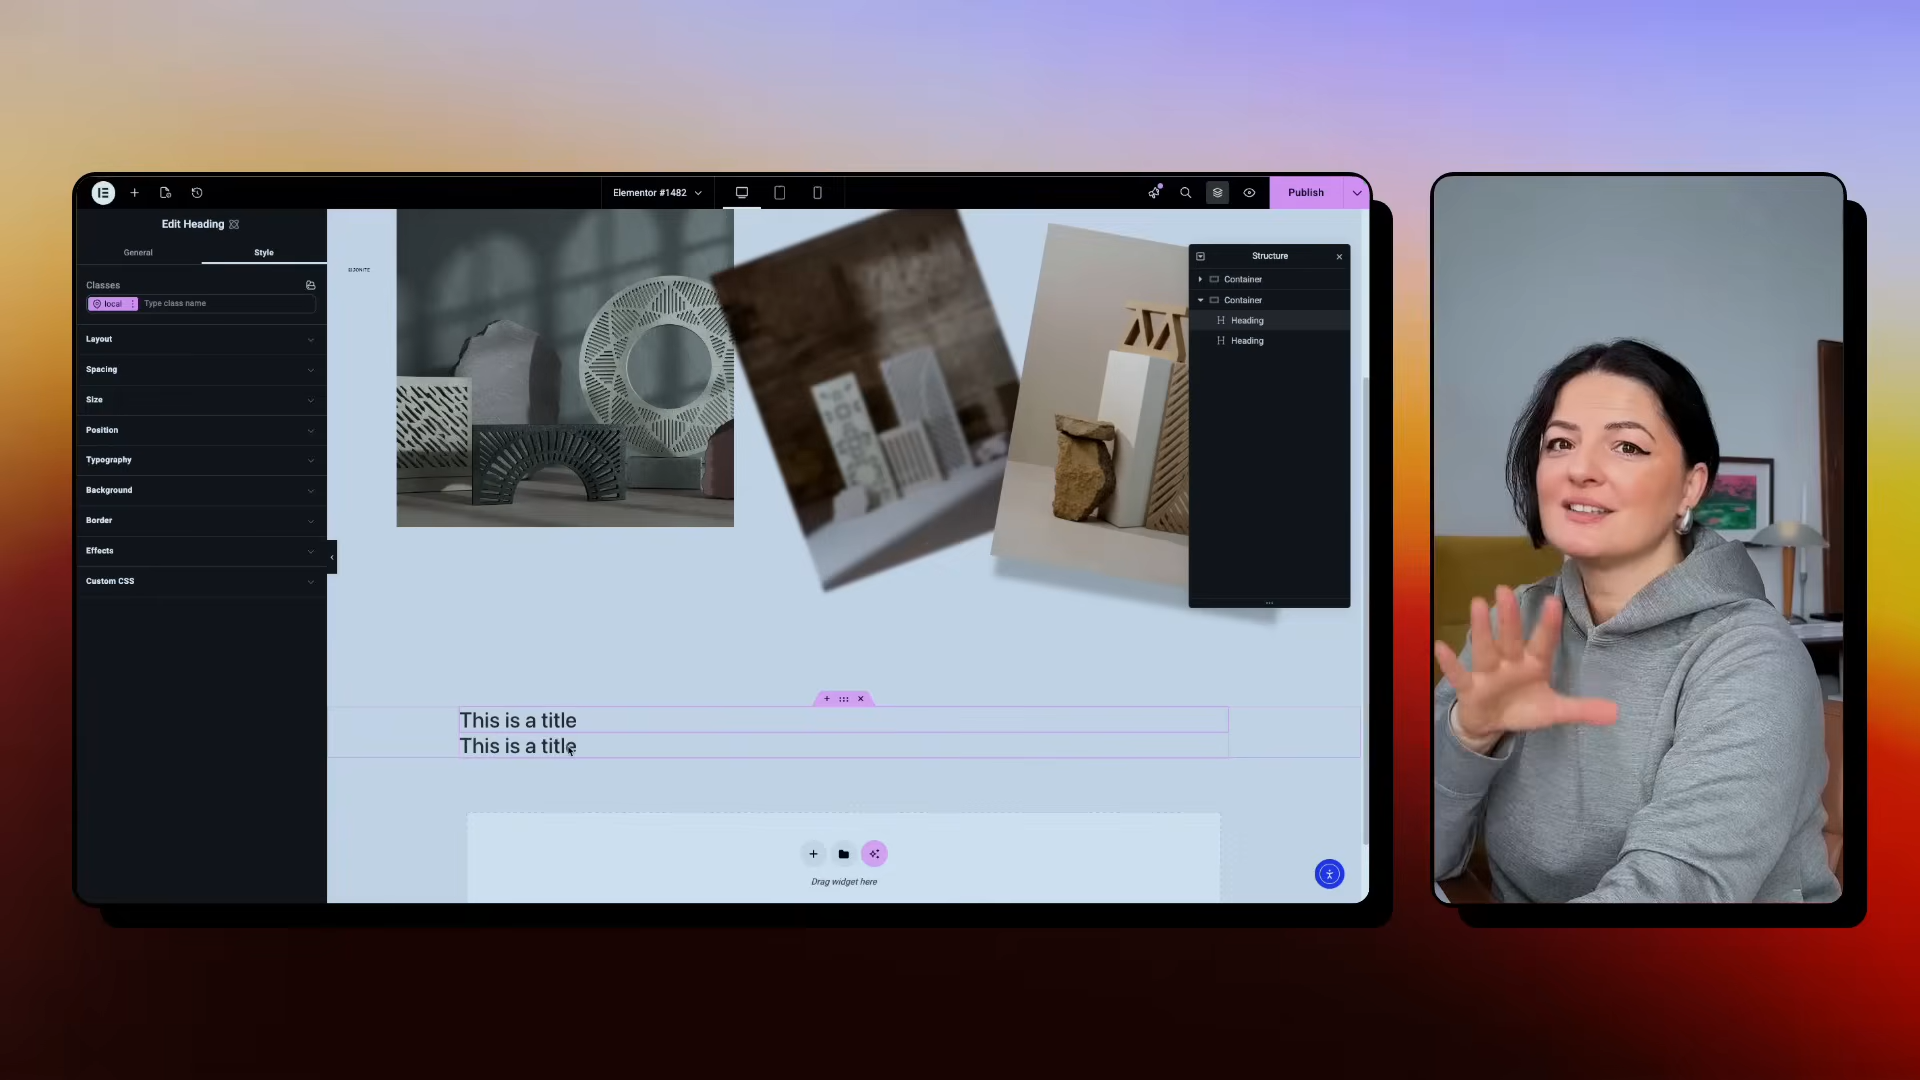 Elementor #1482
Publish
Edit Heading
General
Style
Classes
local
Type class name
Layout
Spacing
Size
Position
Typography
Background
Border
Effects
Custom CSS
Structure
Container
Container
Heading
Heading
This is a title
This is a title
Drag widget here